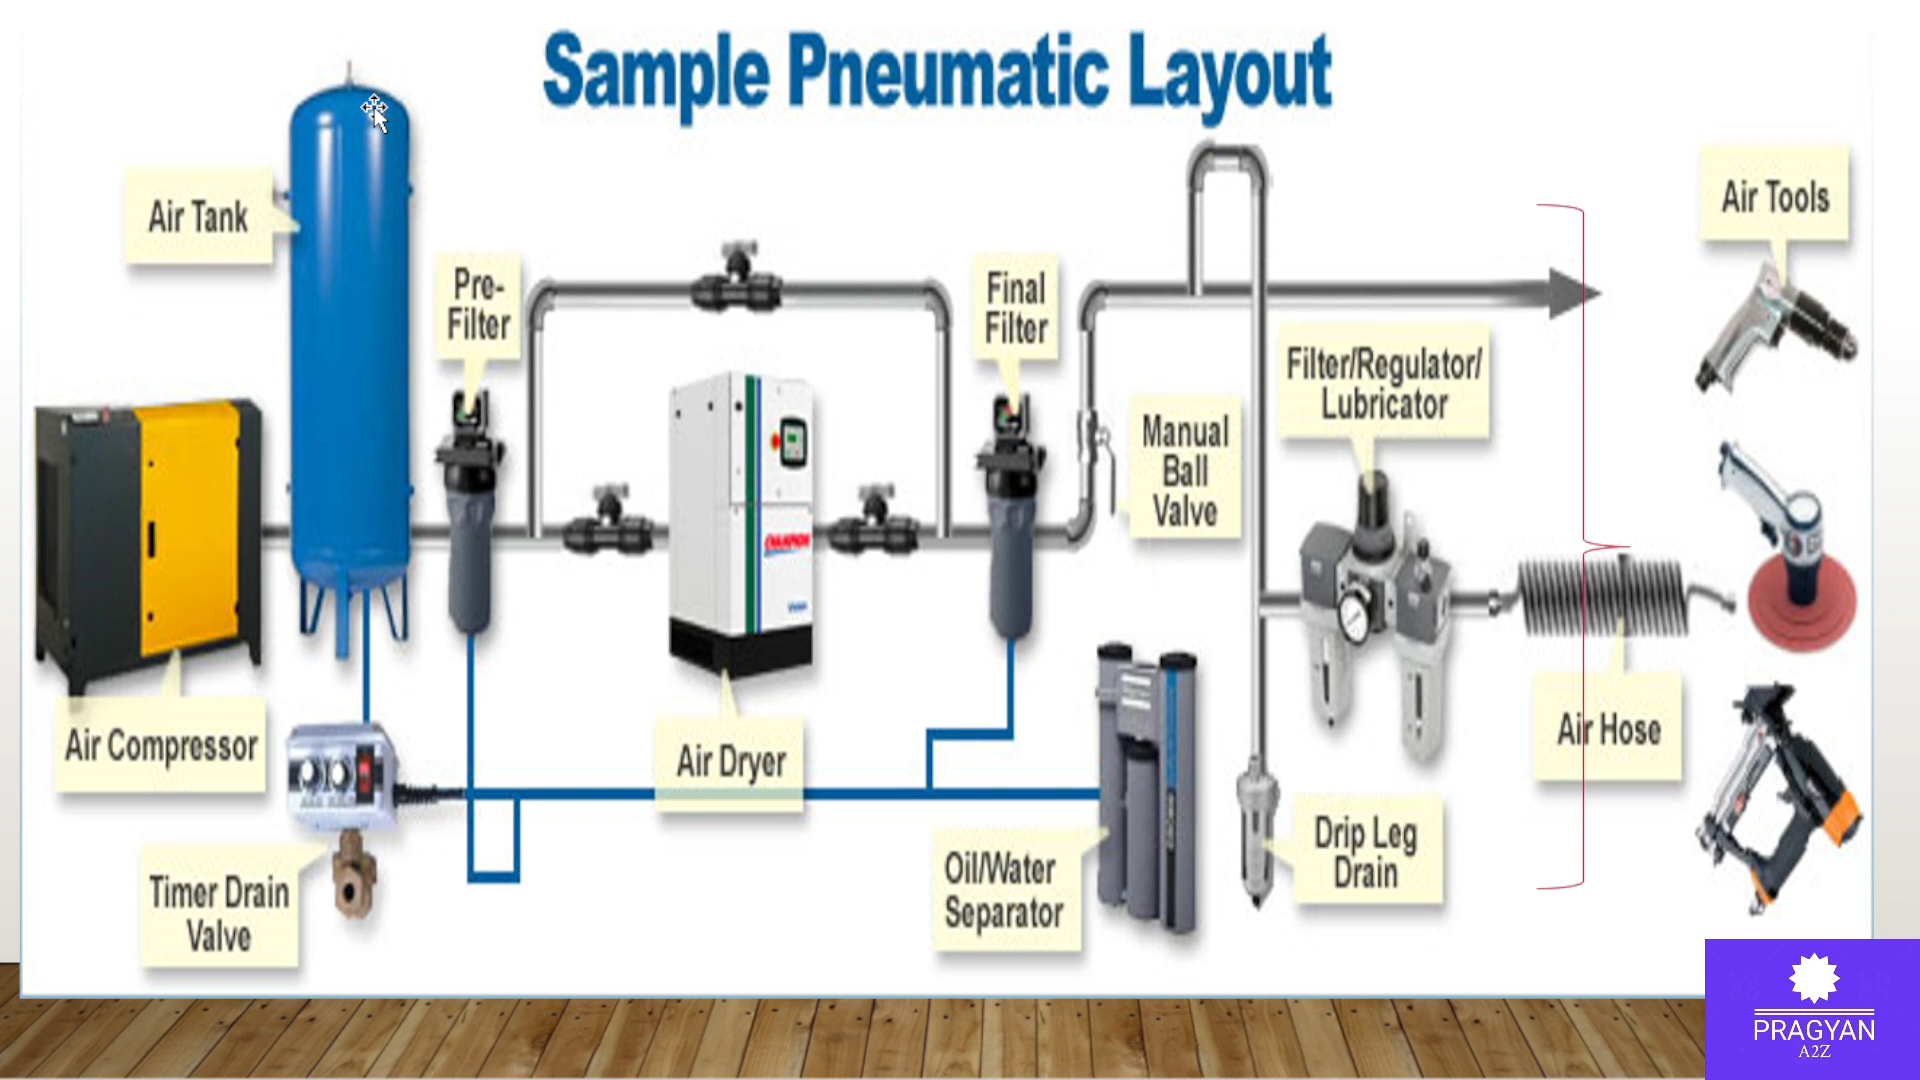 Sample Pneumatic Layout
Air Tank
Pre-
Filter
Final
Filter
Air Tools
Filter/Regulator/
Lubricator
Manual
Ball
Valve
Air Compressor
Air Dryer
Air Hose
Timer Drain
Valve
Oil/Water
Separator
Drip Leg
Drain
CHAMPION
PRAGYAN
A2Z